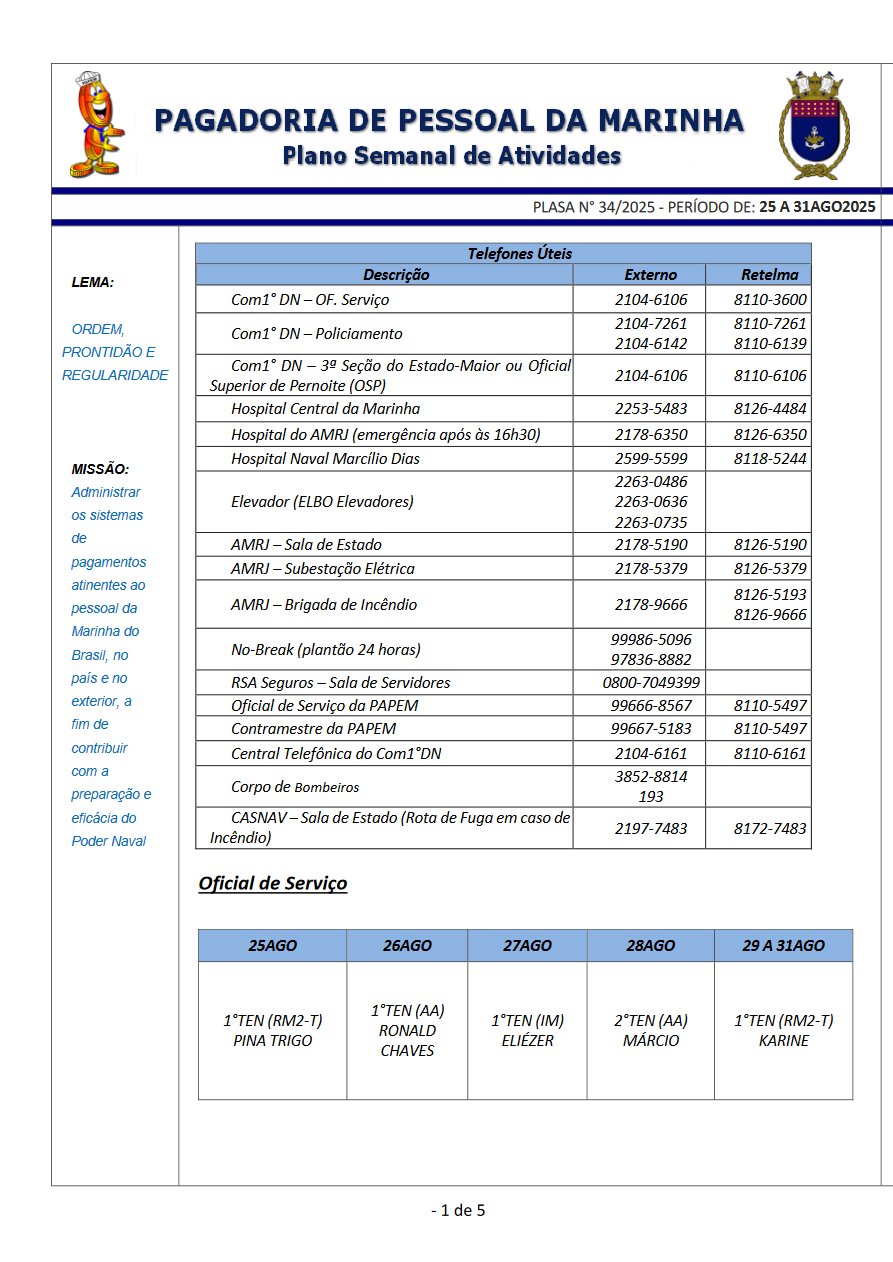 PAGADORIA DE PESSOAL DA MARINHA
Plano Semanal de Atividades
PLASA N° 34/2025 - PERÍODO DE: 25 A 31AGO2025
LEMA:
ORDEM,
PRONTIDÃO E
REGULARIDADE
MISSÃO:
Administrar
os sistemas
de
pagamentos
atinentes ao
pessoal da
Marinha do
Brasil, no
país e no
exterior, a
fim de
contribuir
com a
preparação e
eficácia do
Poder Naval
Telefones Úteis
Descrição Externo Retelma
Com1° DN – OF. Serviço 2104-6106 8110-3600
Com1° DN – Policiamento 2104-7261 8110-7261
2104-6142 8110-6139
Com1° DN – 3ª Seção do Estado-Maior ou Oficial
Superior de Pernoite (OSP) 2104-6106 8110-6106
Hospital Central da Marinha 2253-5483 8126-4484
Hospital do AMRJ (emergência após às 16h30) 2178-6350 8126-6350
Hospital Naval Marcílio Dias 2599-5599 8118-5244
Elevador (ELBO Elevadores) 2263-0486
2263-0636
2263-0735
AMRJ – Sala de Estado 2178-5190 8126-5190
AMRJ – Subestação Elétrica 2178-5379 8126-5379
AMRJ – Brigada de Incêndio 2178-9666 8126-5193
8126-9666
No-Break (plantão 24 horas) 99986-5096
97836-8882
RSA Seguros – Sala de Servidores 0800-7049399
Oficial de Serviço da PAPEM 99666-8567 8110-5497
Contramestre da PAPEM 99667-5183 8110-5497
Central Telefônica do Com1°DN 2104-6161 8110-6161
Corpo de Bombeiros 3852-8814
193
CASNAV – Sala de Estado (Rota de Fuga em caso de
Incêndio) 2197-7483 8172-7483
Oficial de Serviço
25AGO 26AGO 27AGO 28AGO 29 A 31AGO
1°TEN (RM2-T) 1°TEN (AA) 1°TEN (IM) 2°TEN (AA) 1°TEN (RM2-T)
PINA TRIGO RONALD CHAVES ELIÉZER MÁRCIO KARINE
- 1 de 5